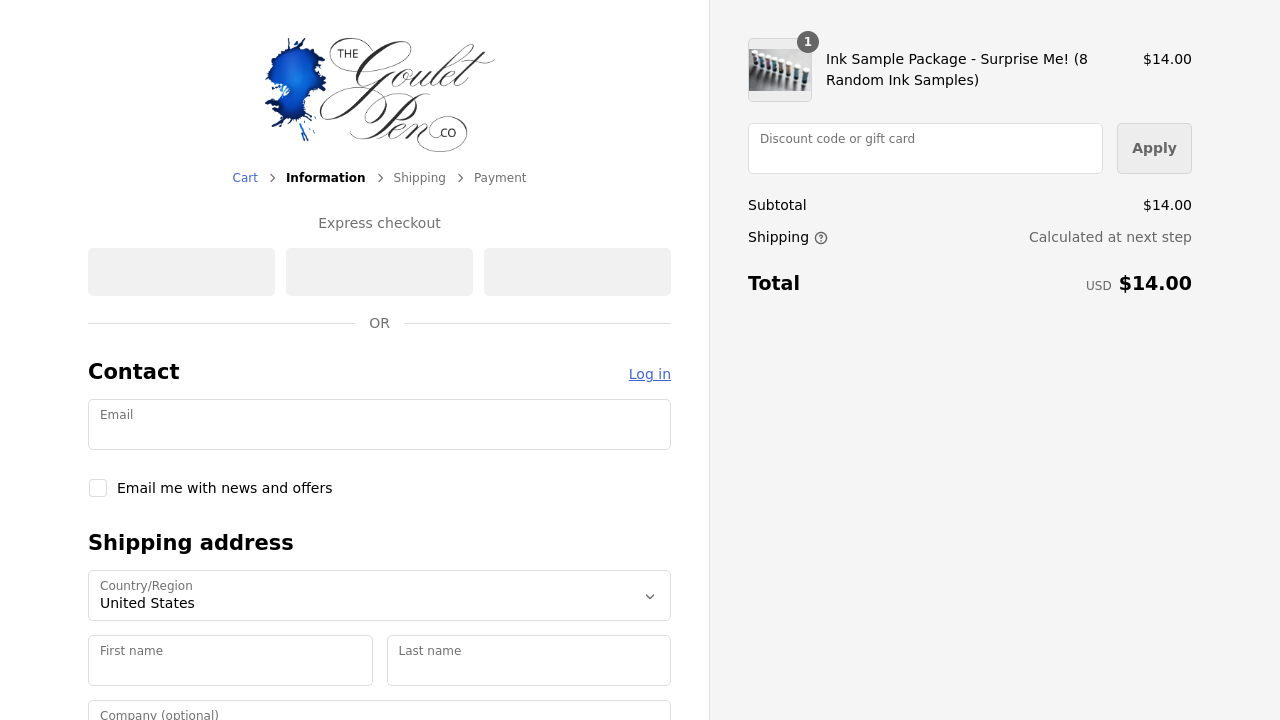 THE
Goulet
Pen
CO
Cart
Information
Shipping
Payment
Express checkout
OR
Contact
Log in
Email
Email me with news and offers
Shipping address
Country/Region
United States
First name
Last name
Company (optional)
1
Ink Sample Package - Surprise Me! (8
Random Ink Samples)
$14.00
Discount code or gift card
Apply
Subtotal
$14.00
Shipping
Calculated at next step
Total
USD $14.00